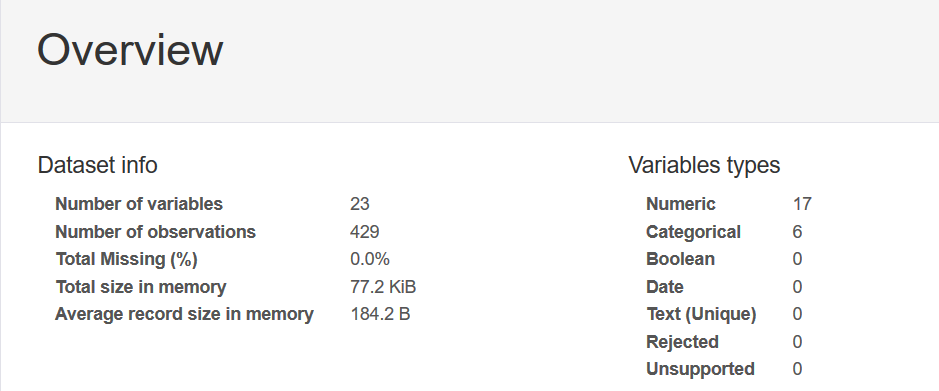 Overview
Dataset info
Number of variables 23
Number of observations 429
Total Missing (%) 0.0%
Total size in memory 77.2 KiB
Average record size in memory 184.2 B
Variables types
Numeric 17
Categorical 6
Boolean 0
Date 0
Text (Unique) 0
Rejected 0
Unsupported 0